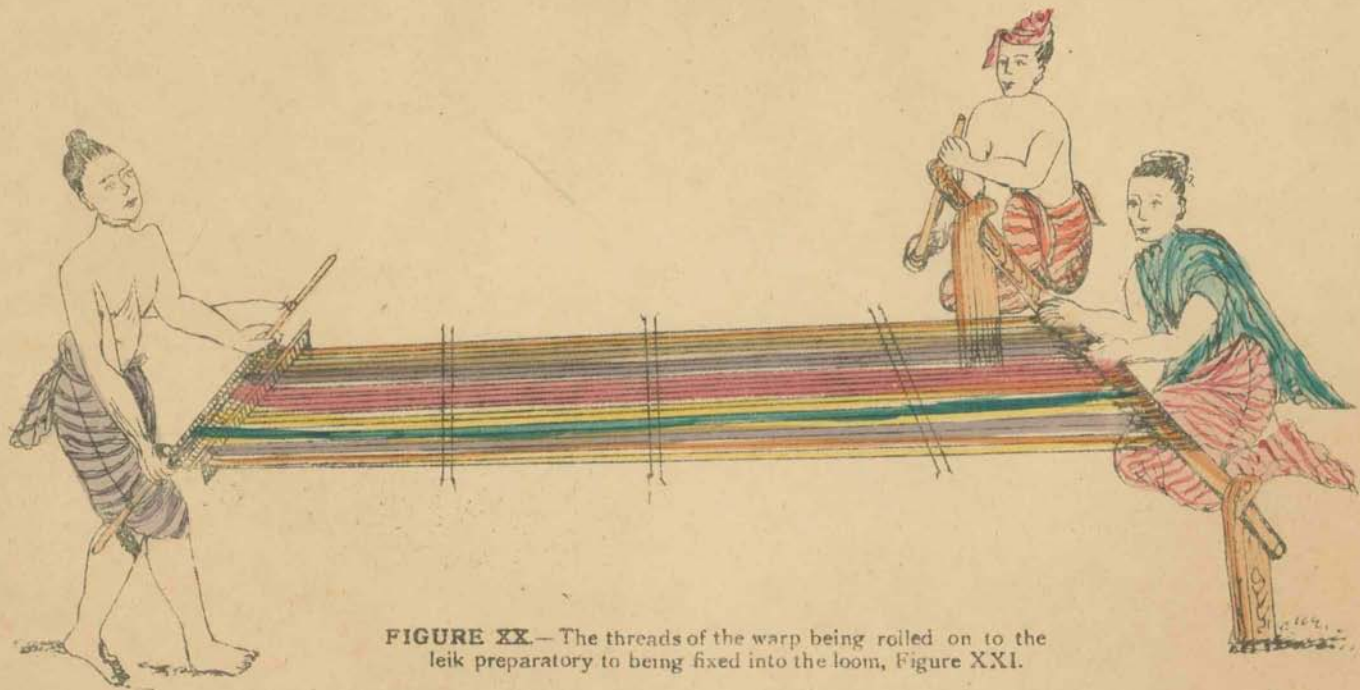 FIGURE XX.—The threads of the warp being rolled on to the
leik preparatory to being fixed into the loom, Figure XXI.